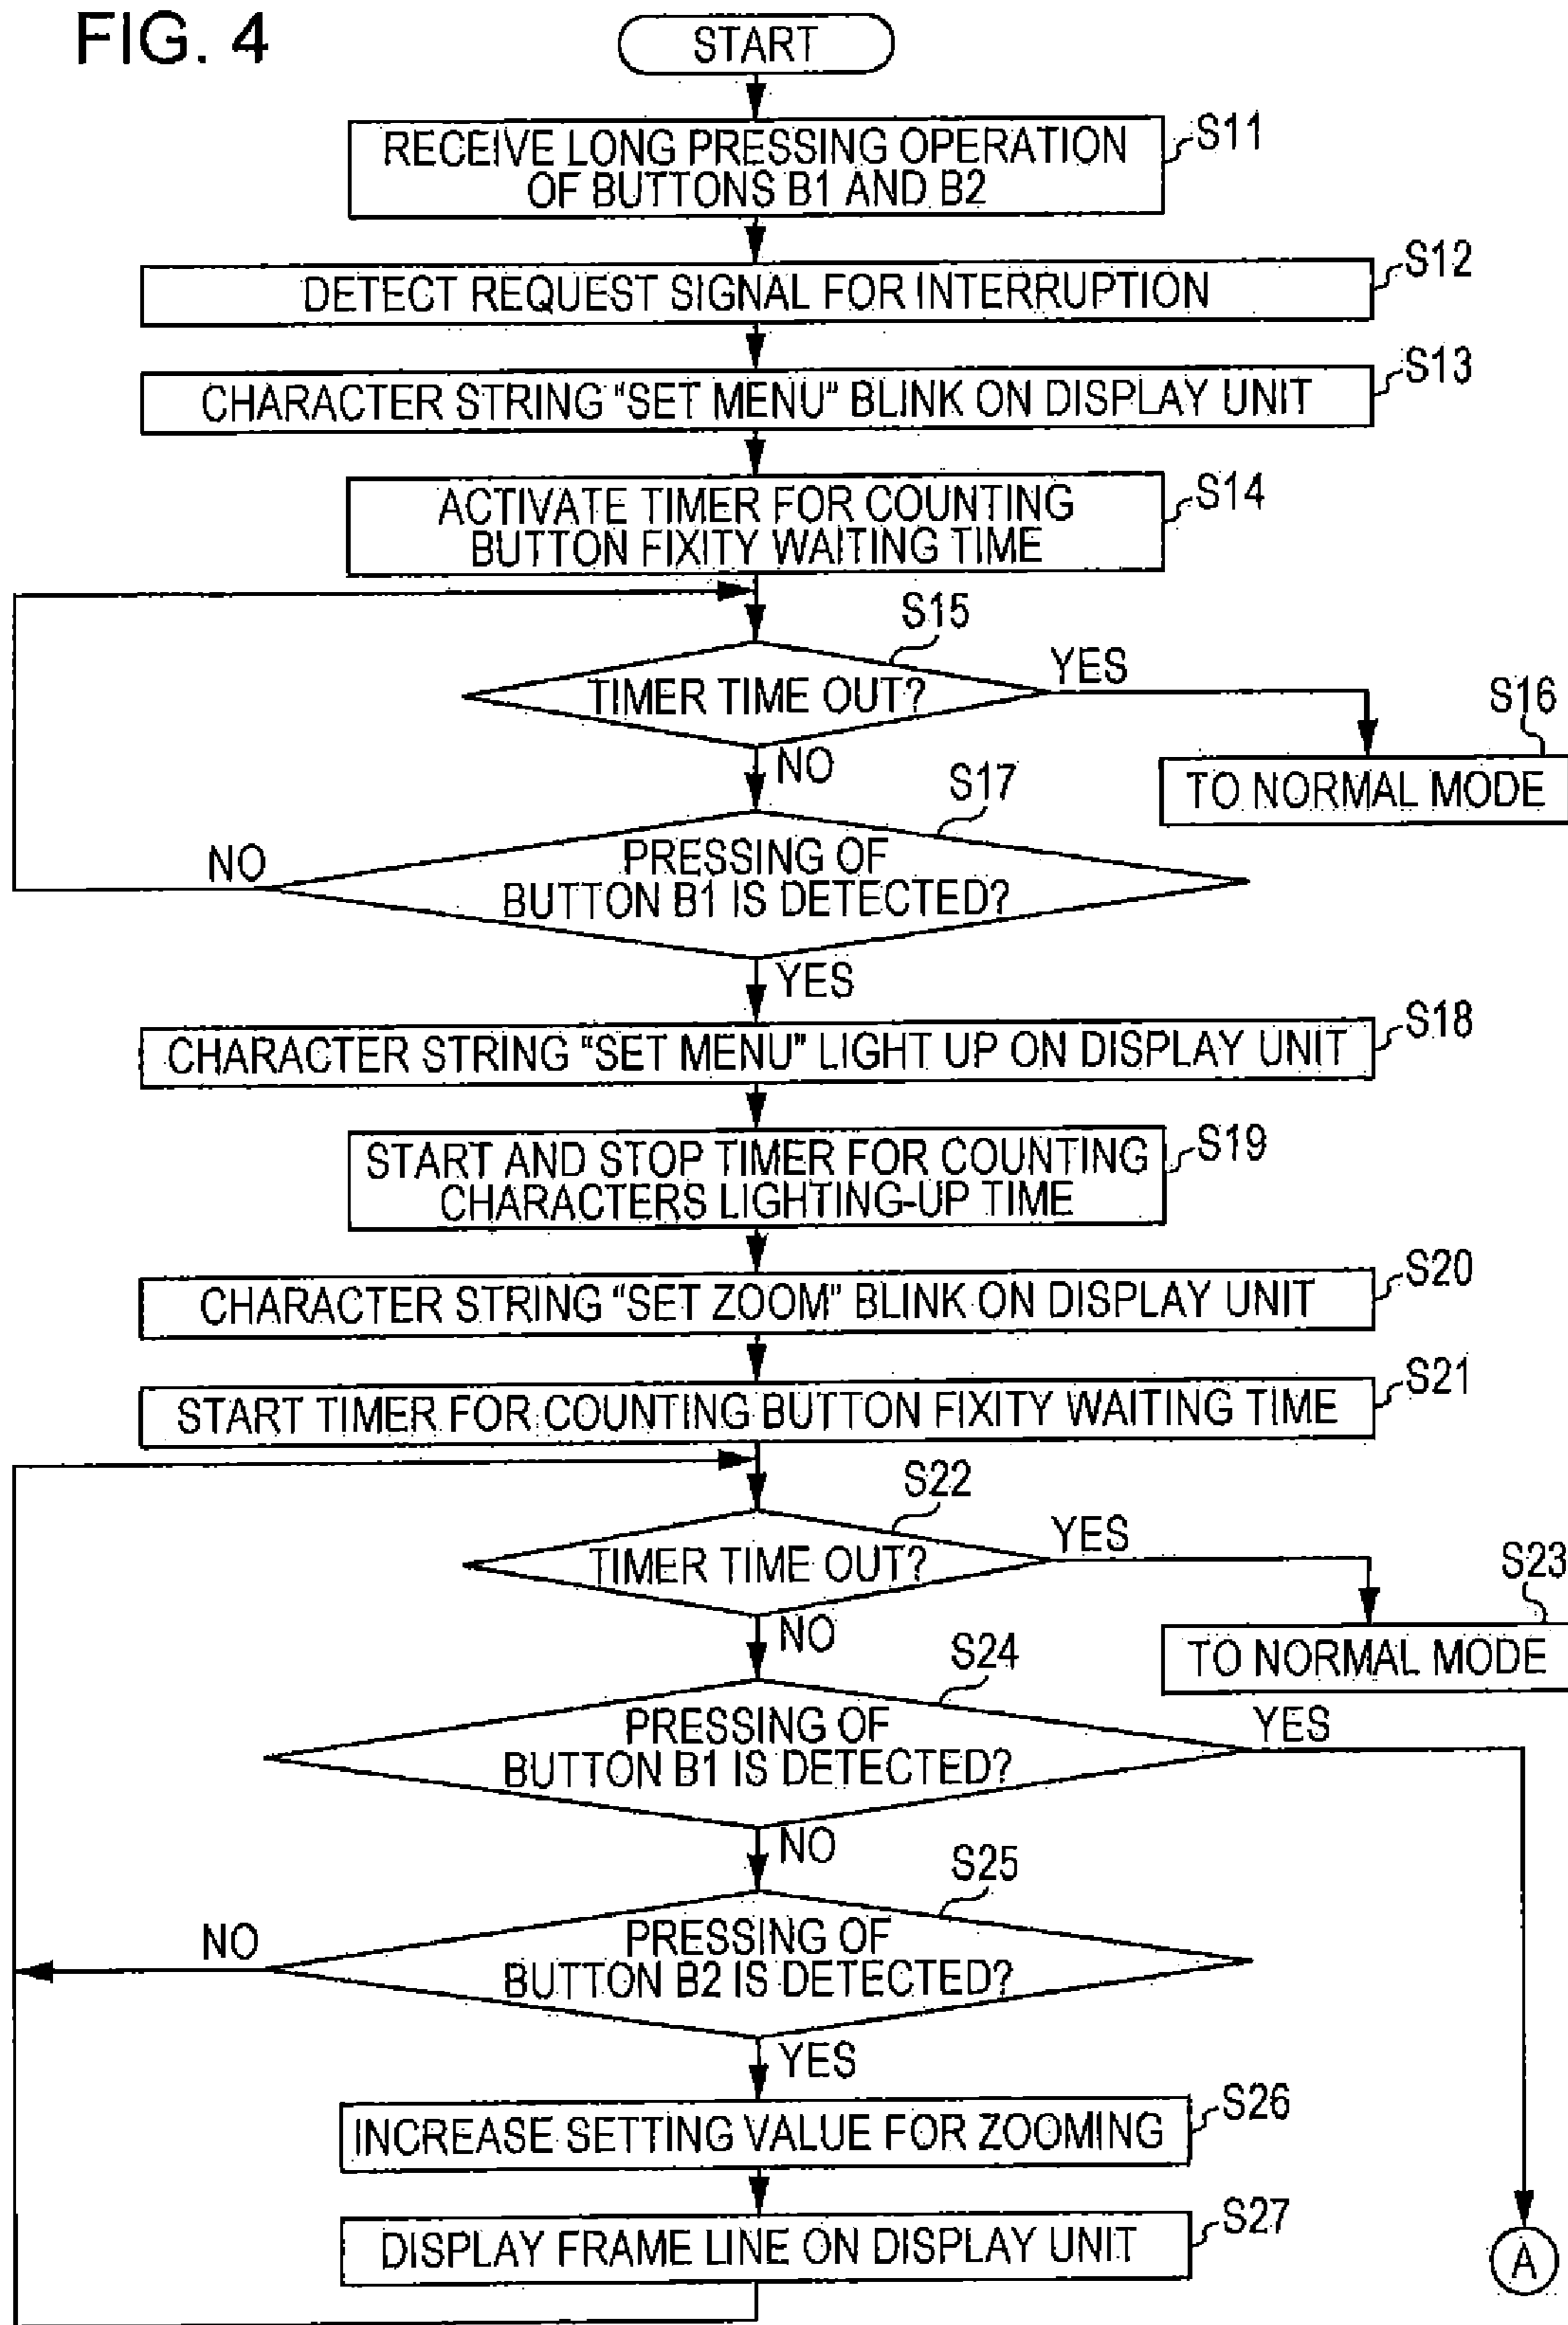 FIG. 4
START
RECEIVE LONG PRESSING OPERATION
OF BUTTONS B1 AND B2
S11
DETECT REQUEST SIGNAL FOR INTERRUPTION
S12
CHARACTER STRING "SET MENU" BLINK ON DISPLAY UNIT
S13
ACTIVATE TIMER FOR COUNTING
BUTTON FIXITY WAITING TIME
S14
S15
TIMER TIME OUT?
YES
NO
S16
TO NORMAL MODE
S17
PRESSING OF
BUTTON B1 IS DETECTED?
NO
YES
CHARACTER STRING "SET MENU" LIGHT UP ON DISPLAY UNIT
S18
START AND STOP TIMER FOR COUNTING
CHARACTERS LIGHTING-UP TIME
S19
CHARACTER STRING "SET ZOOM" BLINK ON DISPLAY UNIT
S20
START TIMER FOR COUNTING BUTTON FIXITY WAITING TIME
S21
S22
TIMER TIME OUT?
YES
NO
S23
TO NORMAL MODE
S24
PRESSING OF
BUTTON B1 IS DETECTED?
YES
NO
S25
PRESSING OF
BUTTON B2 IS DETECTED?
NO
YES
INCREASE SETTING VALUE FOR ZOOMING
S26
DISPLAY FRAME LINE ON DISPLAY UNIT
S27
A